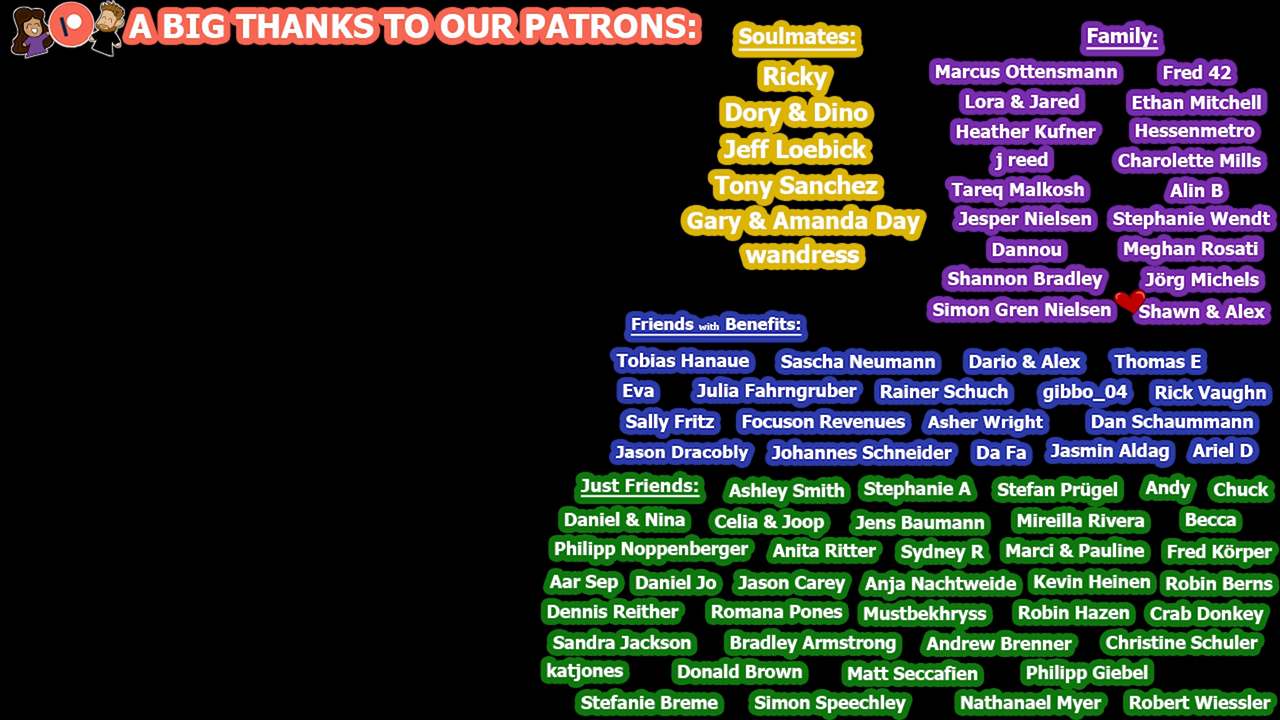 A BIG THANKS TO OUR PATRONS:
Soulmates:
Ricky
Dory & Dino
Jeff Loebick
Tony Sanchez
Gary & Amanda Day
wandress
Family:
Marcus Ottensmann Fred 42
Lora & Jared Ethan Mitchell
Heather Kufner Hessenmetro
j reed Charolette Mills
Tareq Malkosh Alin B
Jesper Nielsen Stephanie Wendt
Dannou Meghan Rosati
Shannon Bradley Jörg Michels
Simon Gren Nielsen Shawn & Alex
Friends with Benefits:
Tobias Hanaue Sascha Neumann Dario & Alex Thomas E
Eva Julia Fahrngruber Rainer Schuch gibbo_04 Rick Vaughn
Sally Fritz Focuson Revenues Asher Wright Dan Schaummann
Jason Dracobly Johannes Schneider Da Fa Jasmin Aldag Ariel D
Just Friends: Ashley Smith Stephanie A Stefan Prügel Andy Chuck
Daniel & Nina Celia & Joop Jens Baumann Mireilla Rivera Becca
Philipp Noppenberger Anita Ritter Sydney R Marci & Pauline Fred Körper
Aar Sep Daniel Jo Jason Carey Anja Nachtweide Kevin Heinen Robin Berns
Dennis Reither Romana Pones Mustbekhryss Robin Hazen Crab Donkey
Sandra Jackson Bradley Armstrong Andrew Brenner Christine Schuler
katjones Donald Brown Matt Seccafien Philipp Giebel
Stefanie Breme Simon Speechley Nathanael Myer Robert Wiessler